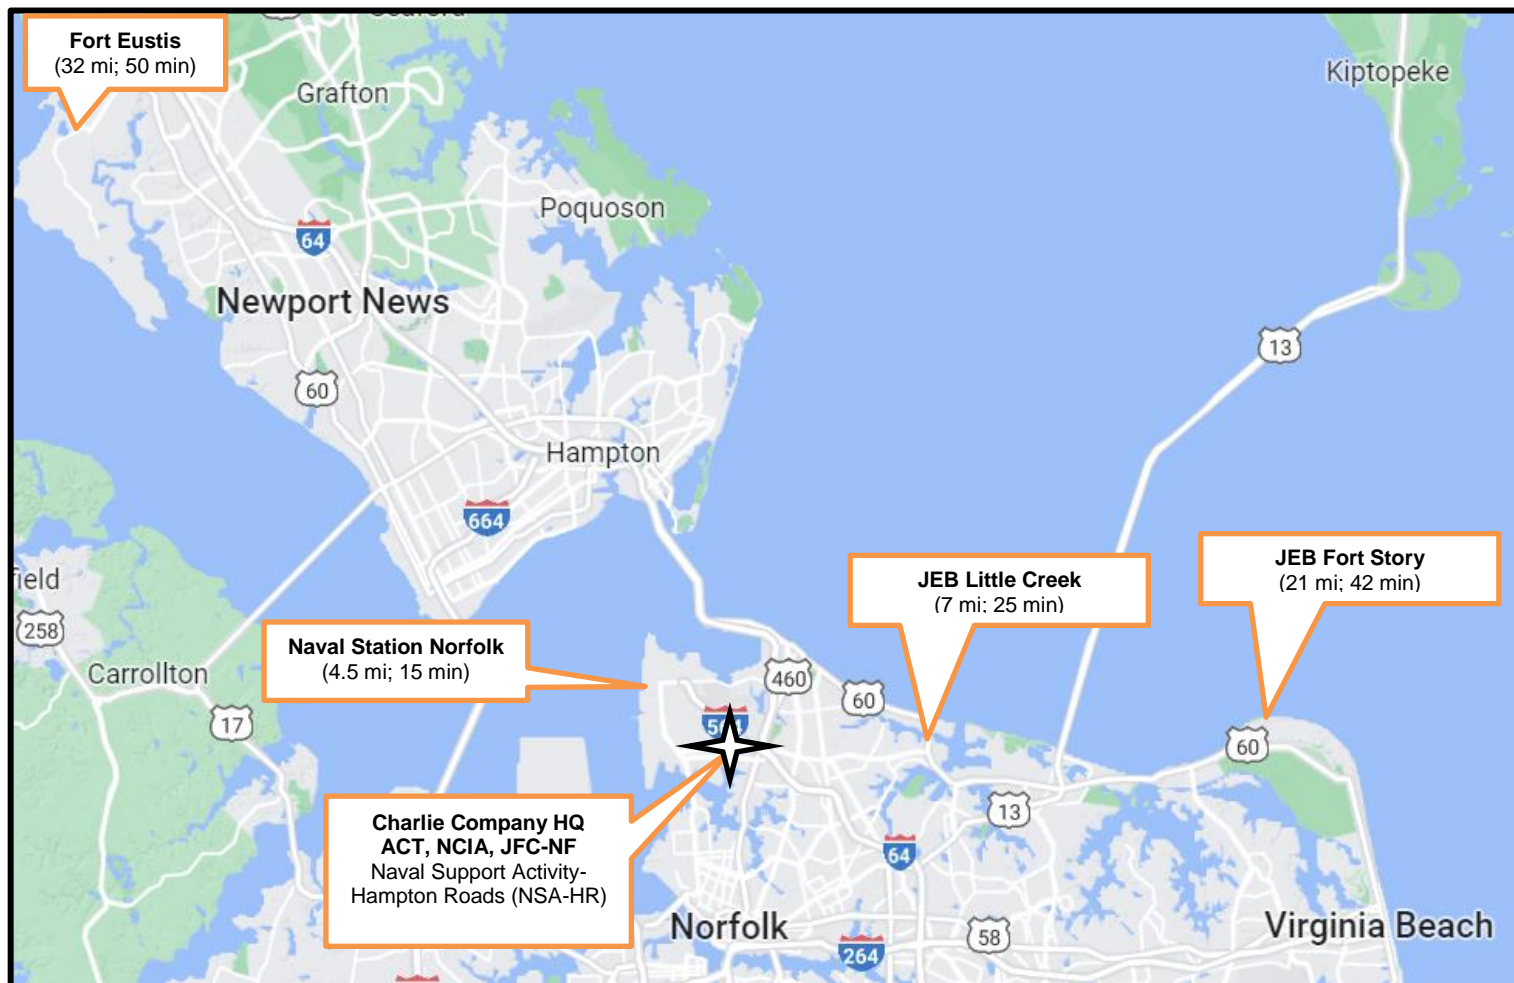 Fort Eustis
(32 mi; 50 min)
Grafton
Kiptopeke
Poquoson
64
Newport News
13
60
Hampton
664
JEB Fort Story
(21 mi; 42 min)
JEB Little Creek
(7 mi; 25 min)
field
258
Naval Station Norfolk
(4.5 mi; 15 min)
Carrollton
460
60
17
60
Charlie Company HQ
ACT, NCIA, JFC-NF
Naval Support Activity-
Hampton Roads (NSA-HR)
13
64
Norfolk
58
Virginia Beach
264